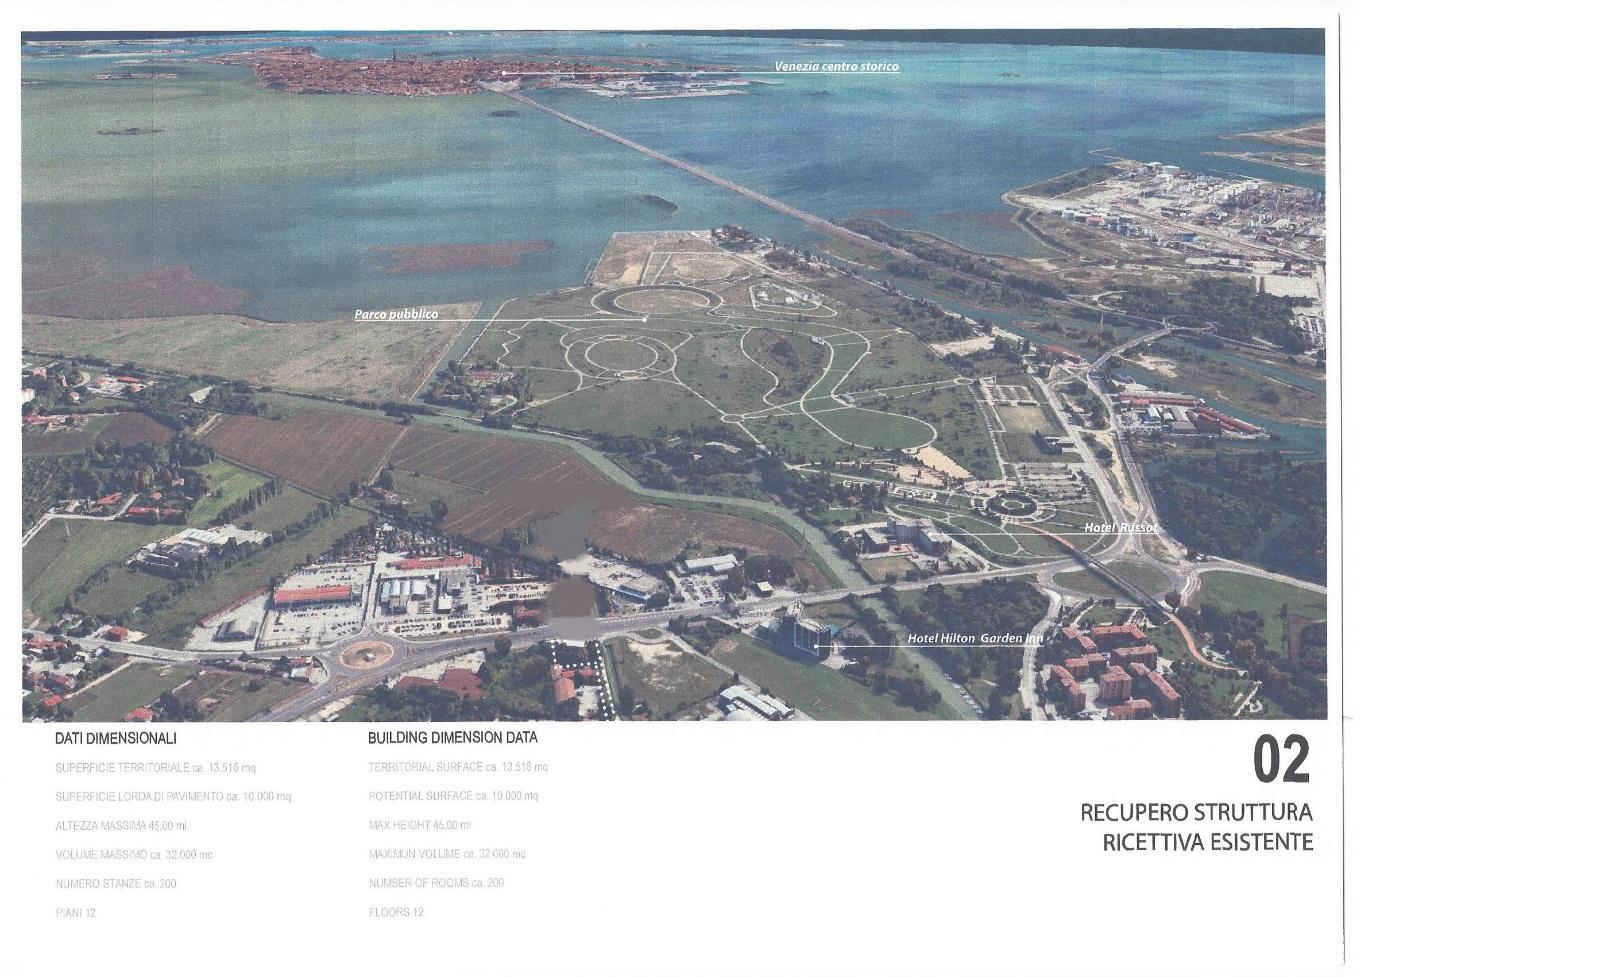 Venezia centro storico
Parco pubblico
Hotel Russot
Hotel Hilton Garden Inn
DATI DIMENSIONALI
SUPERFICIE TERRITORIALE ca. 13.516 mq
SUPERFICIE LORDA DI PAVIMENTO ca. 10.000 mq
ALTEZZA MASSIMA 45.00 ml
VOLUME MASSIMO ca. 32.000 mc
NUMERO STANZE ca. 200
PIANI 12
BUILDING DIMENSION DATA
TERRITORIAL SURFACE ca. 13.516 mq
POTENTIAL SURFACE ca. 10.000 mq
MAX HEIGHT 45.00 ml
MAXIMUN VOLUME ca. 32.000 mc
NUMBER OF ROOMS ca. 200
FLOORS 12
02
RECUPERO STRUTTURA
RICETTIVA ESISTENTE